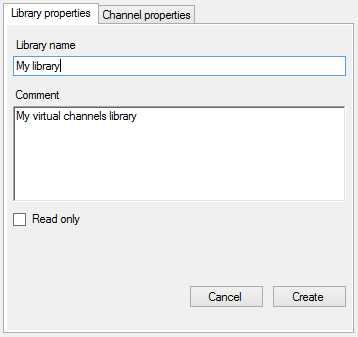 Library properties Channel properties
Library name
My library
Comment
My virtual channels library
Read only
Cancel Create